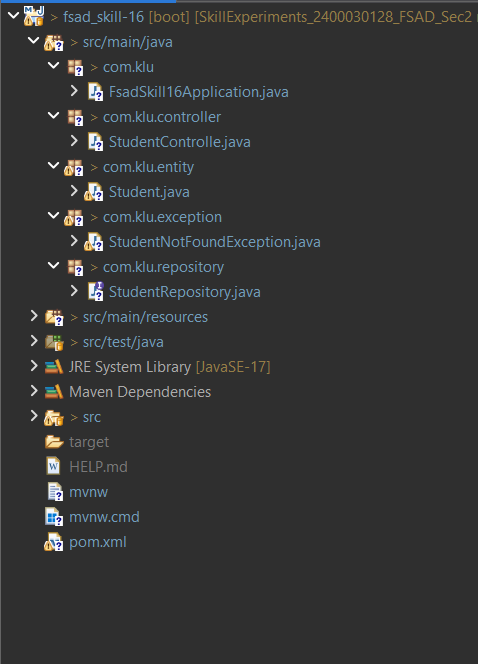 > fsad_skill-16 [boot] [SkillExperiments_2400030128_FSAD_Sec2
> src/main/java
> com.klu
FsadSkill16Application.java
> com.klu.controller
StudentControlle.java
> com.klu.entity
Student.java
> com.klu.exception
StudentNotFoundException.java
> com.klu.repository
StudentRepository.java
> src/main/resources
> src/test/java
JRE System Library [JavaSE-17]
Maven Dependencies
> src
target
HELP.md
mvnw
mvnw.cmd
pom.xml